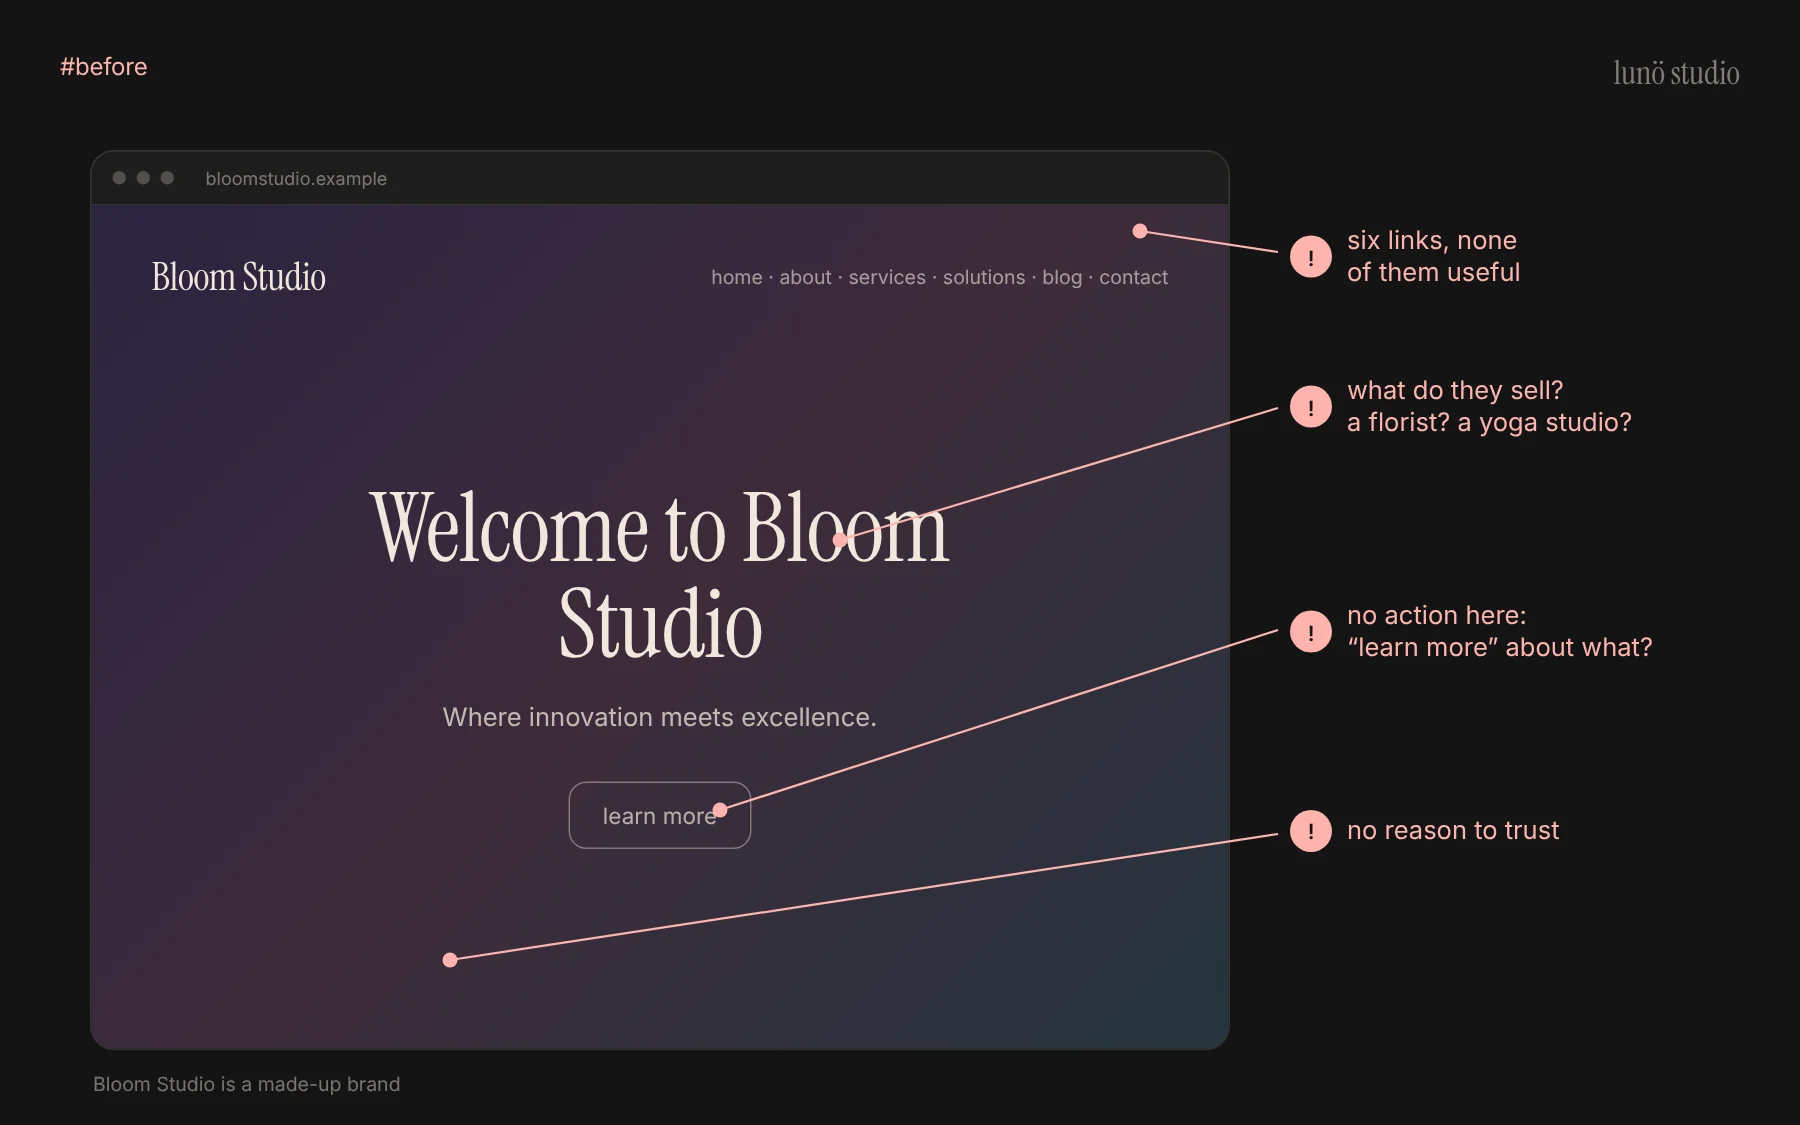 #before
lunö studio
bloomstudio.example
Bloom Studio
home · about · services · solutions · blog · contact
Welcome to Bloom
Studio
Where innovation meets excellence.
learn more
! six links, none
of them useful
! what do they sell?
a florist? a yoga studio?
! no action here:
“learn more” about what?
! no reason to trust
Bloom Studio is a made-up brand